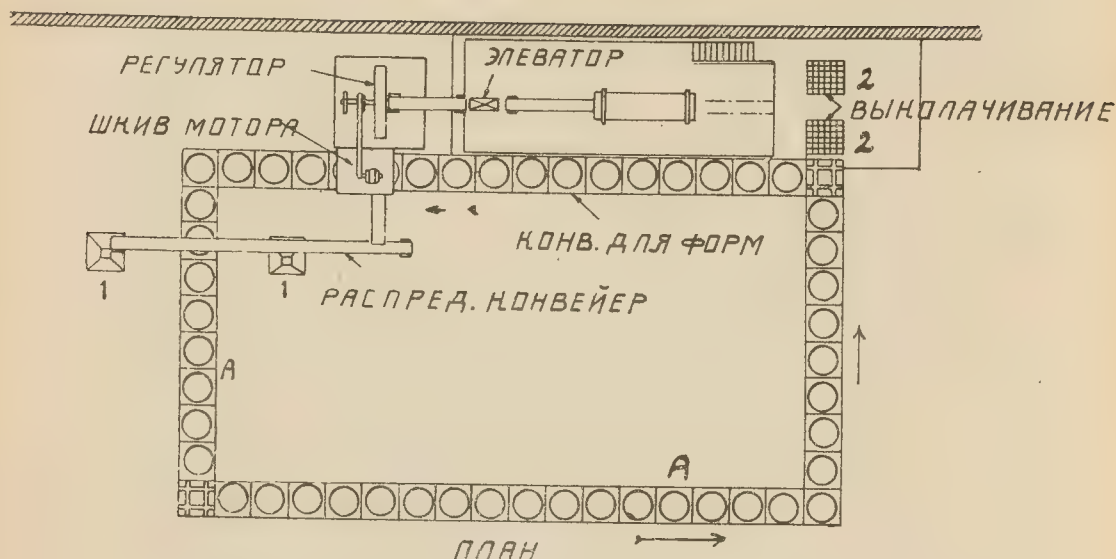 РЕГУЛЯТОР
ЭЛЕВАТОР
ШКИВ МОТОРА
2
ВЫКОЛАЧИВАНИЕ
2
КОНВ. ДЛЯ ФОРМ
1
1
РАСПРЕД. КОНВЕЙЕР
А
А
ПЛАН